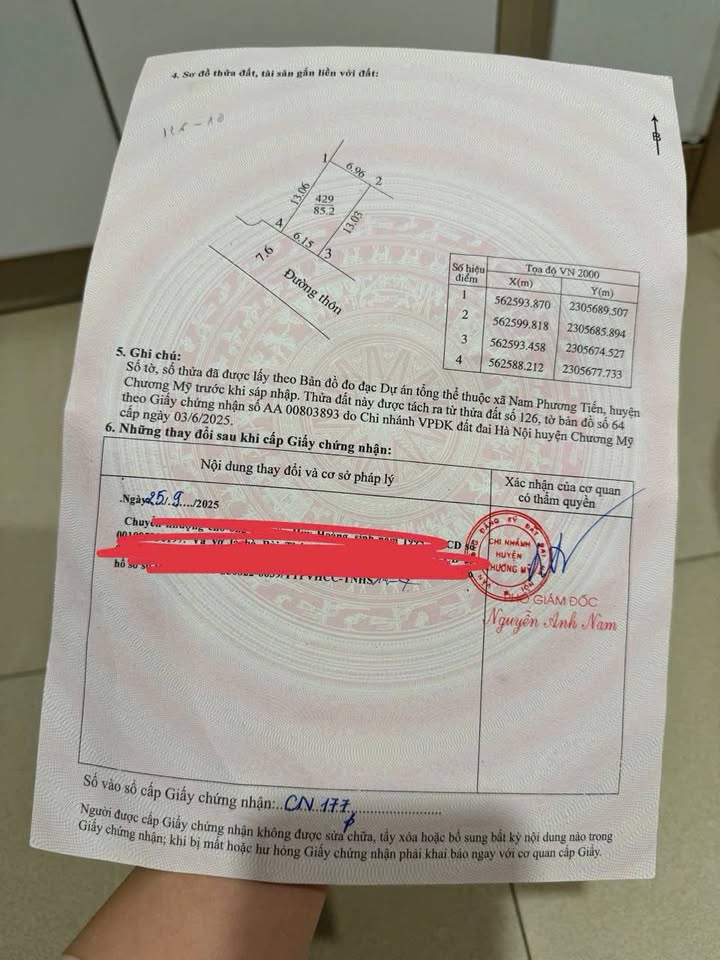 4. Sơ đồ thửa đất, tài sản gắn liền với đất:
126 - 10
B
1
6.96
2
13.06
429
85.2
13.03
4
6.15
3
7.6
Đường thôn
Số hiệu điểm
Tọa độ VN 2000
X(m)
Y(m)
1
562593.870
2305689.507
2
562599.818
2305685.894
3
562593.458
2305674.527
4
562588.212
2305677.733
5. Ghi chú:
Số tờ, số thửa đã được lấy theo Bản đồ đo đạc Dự án tổng thể thuộc xã Nam Phương Tiến, huyện
Chương Mỹ trước khi sáp nhập. Thửa đất này được tách ra từ thửa đất số 126, tờ bản đồ số 64
theo Giấy chứng nhận số AA 00803893 do Chi nhánh VPĐK đất đai Hà Nội huyện Chương Mỹ
cấp ngày 03/6/2025.
6. Những thay đổi sau khi cấp Giấy chứng nhận:
Nội dung thay đổi và cơ sở pháp lý
Xác nhận của cơ quan
có thẩm quyền
Ngày 25/9/2025
CHI NHÁNH
HUYỆN
CHƯƠNG MỸ
GIÁM ĐỐC
Nguyễn Anh Nam
Chuyển nhượng cho
CCD số
hồ sơ số
Số vào sổ cấp Giấy chứng nhận: CN 177
Người được cấp Giấy chứng nhận không được sửa chữa, tẩy xóa hoặc bổ sung bất kỳ nội dung nào trong
Giấy chứng nhận; khi bị mất hoặc hư hỏng Giấy chứng nhận phải khai báo ngay với cơ quan cấp Giấy.